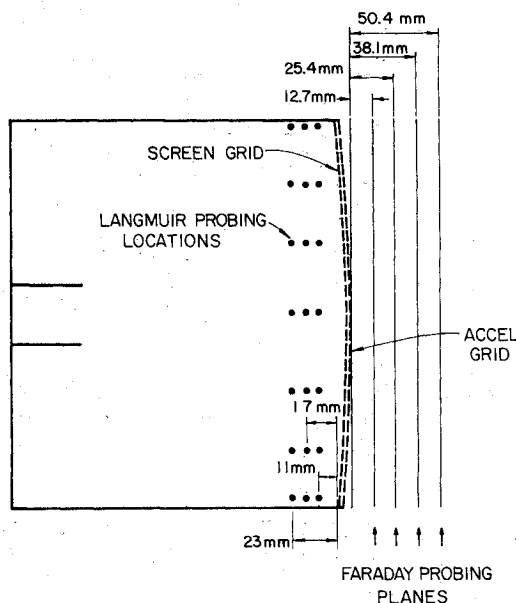 50.4 mm
38.1mm
25.4mm
12.7mm
SCREEN GRID
LANGMUIR PROBING
LOCATIONS
ACCEL
GRID
17 mm
11mm
23mm
FARADAY PROBING
PLANES